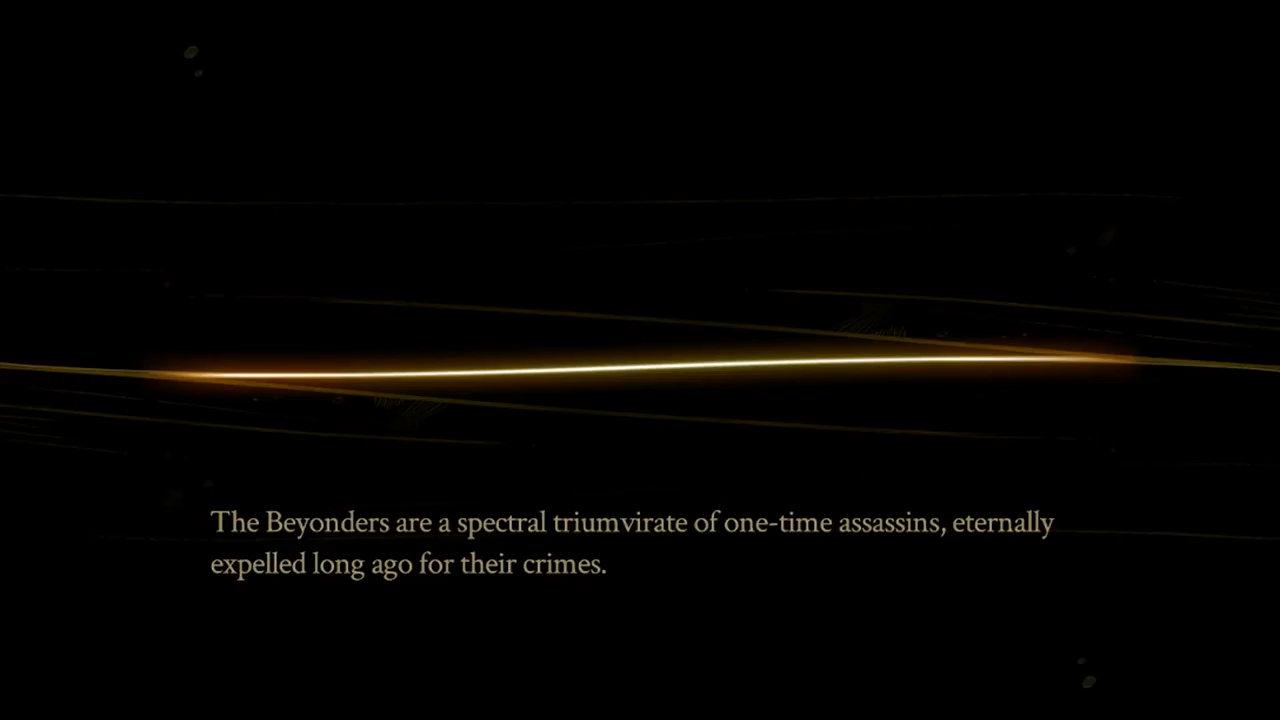 The Beyonders are a spectral triumvirate of one-time assassins, eternally
expelled long ago for their crimes.